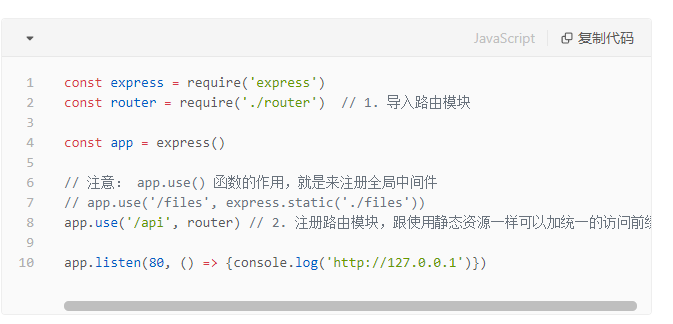 JavaScript 复制代码
1 const express = require('express')
2 const router = require('./router')  // 1. 导入路由模块
3
4 const app = express()
5
6 // 注意： app.use() 函数的作用，就是来注册全局中间件
7 // app.use('/files', express.static('./files'))
8 app.use('/api', router) // 2. 注册路由模块，跟使用静态资源一样可以加统一的访问前
9
10 app.listen(80, () => {console.log('http://127.0.0.1')})